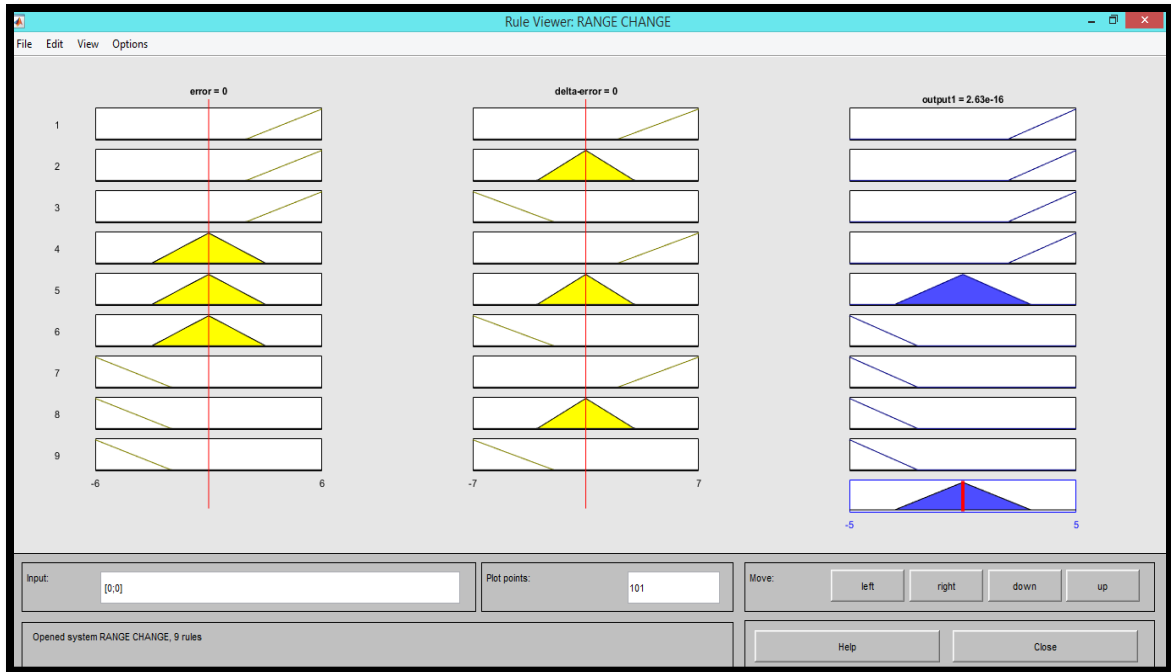 Rule Viewer: RANGE CHANGE
File Edit View Options
error = 0
delta-error = 0
output1 = 2.63e-16
1
2
3
4
5
6
7
8
9
-6 6
-7 7
-5 5
Input:
[0;0]
Plot points:
101
Move:
left
right
down
up
Opened system RANGE CHANGE, 9 rules
Help
Close